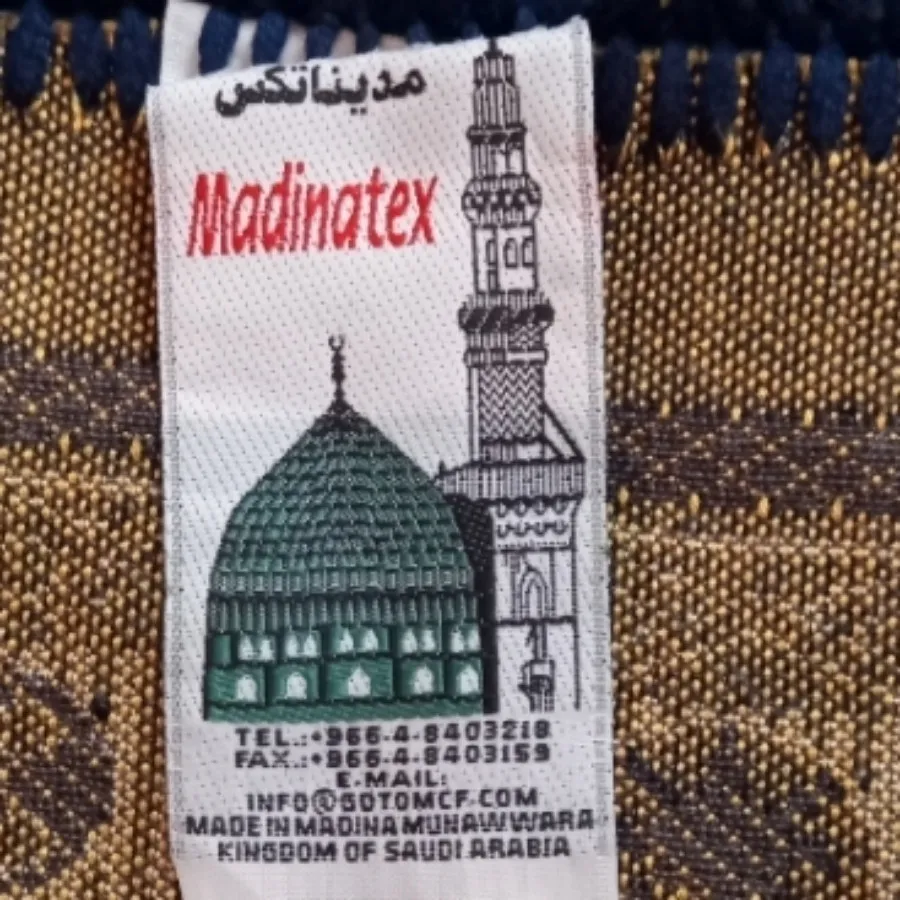 مديناتكس
Madinatex
TEL.:+966-4-8403218
FAX.:+966-4-8403159
E.MAIL:
INFO@GOTOMCF.COM
MADE IN MADINA MUNAWWARA
KINGDOM OF SAUDI ARABIA